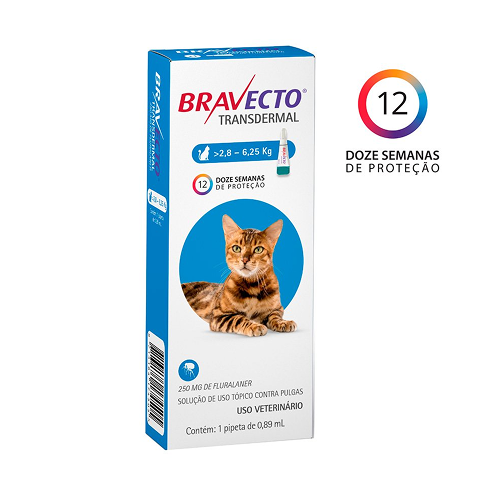 BRAVECTO®
TRANSDERMAL
>2,8 – 6,25 Kg
12 DOZE SEMANAS
DE PROTEÇÃO
250 MG DE FLURALANER
SOLUÇÃO DE USO TÓPICO CONTRA PULGAS
USO VETERINÁRIO
Contém: 1 pipeta de 0,89 mL
BRAVECTO
TRANSDERMAL
12
DOZE SEMANAS
DE PROTEÇÃO